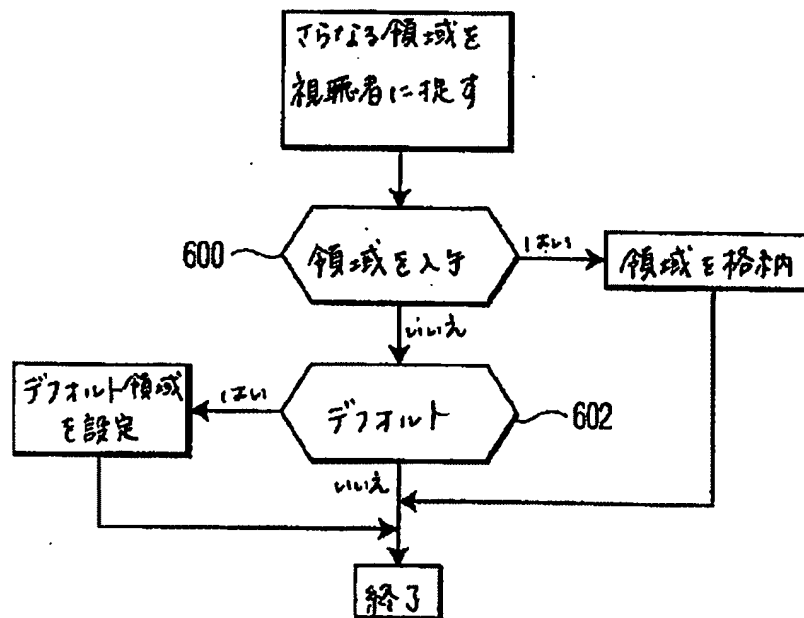 さらなる領域を
視聴者に捉す
600
領域を入手
はい
領域を格納
いいえ
デフォルト領域
を設定
はい
デフォルト
602
いいえ
終了